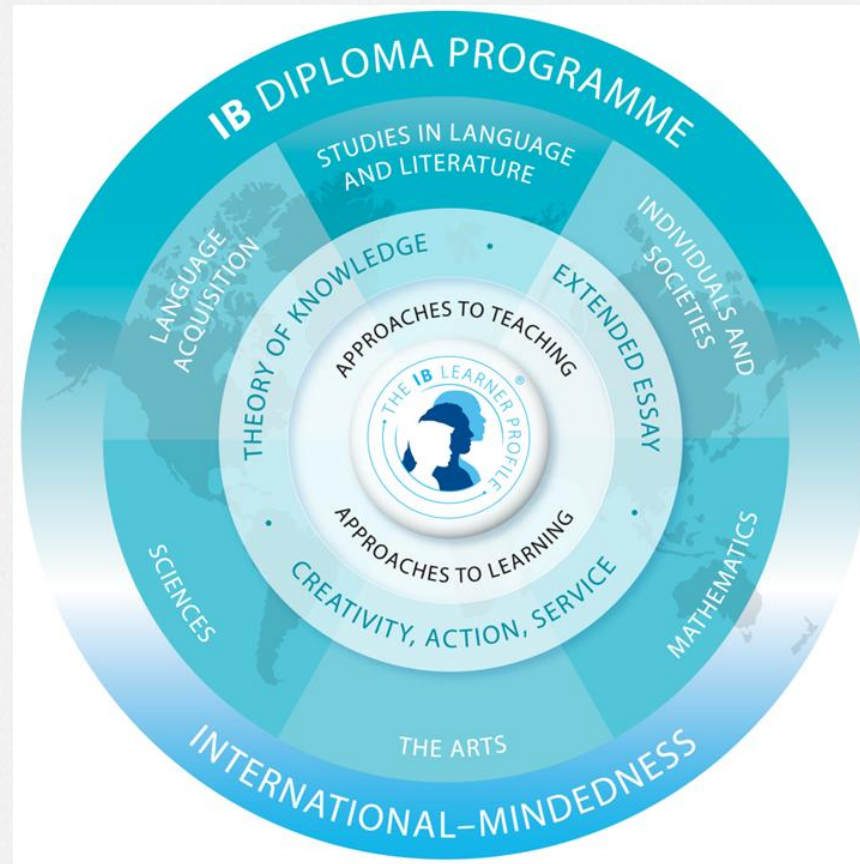 IB DIPLOMA PROGRAMME
STUDIES IN LANGUAGE
AND LITERATURE
LANGUAGE
ACQUISITION
INDIVIDUALS AND
SOCIETIES
THEORY OF KNOWLEDGE
EXTENDED ESSAY
APPROACHES TO TEACHING
THE IB LEARNER PROFILE
®
APPROACHES TO LEARNING
CREATIVITY, ACTION, SERVICE
SCIENCES
MATHEMATICS
THE ARTS
INTERNATIONAL–MINDEDNESS